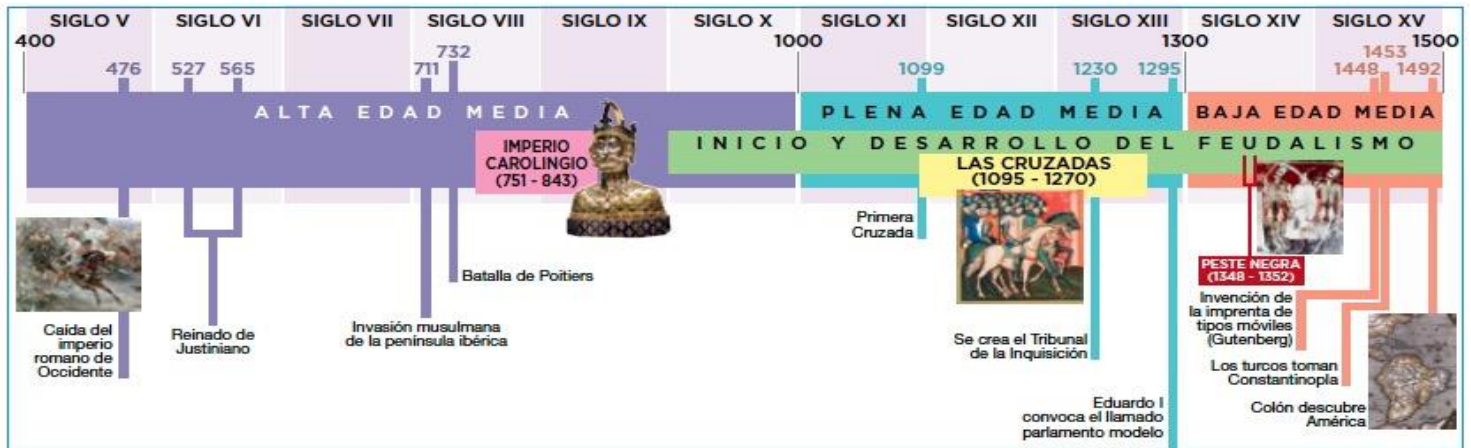 SIGLO V SIGLO VI SIGLO VII SIGLO VIII SIGLO IX SIGLO X SIGLO XI SIGLO XII SIGLO XIII SIGLO XIV SIGLO XV
400 1000 1300 1500
476 527 565 711 732 1099 1230 1295 1448 1453 1492
ALTA EDAD MEDIA
PLENA EDAD MEDIA
BAJA EDAD MEDIA
INICIO Y DESARROLLO DEL FEUDALISMO
IMPERIO
CAROLINGIO
(751 - 843)
LAS CRUZADAS
(1095 - 1270)
PESTE NEGRA
(1348 - 1352)
Caída del
imperio
romano de
Occidente
Reinado de
Justiniano
Invasión musulmana
de la península ibérica
Batalla de Poitiers
Primera
Cruzada
Se crea el Tribunal
de la Inquisición
Eduardo I
convoca el llamado
parlamento modelo
Invención de
la imprenta de
tipos móviles
(Gutenberg)
Los turcos toman
Constantinopla
Colón descubre
América